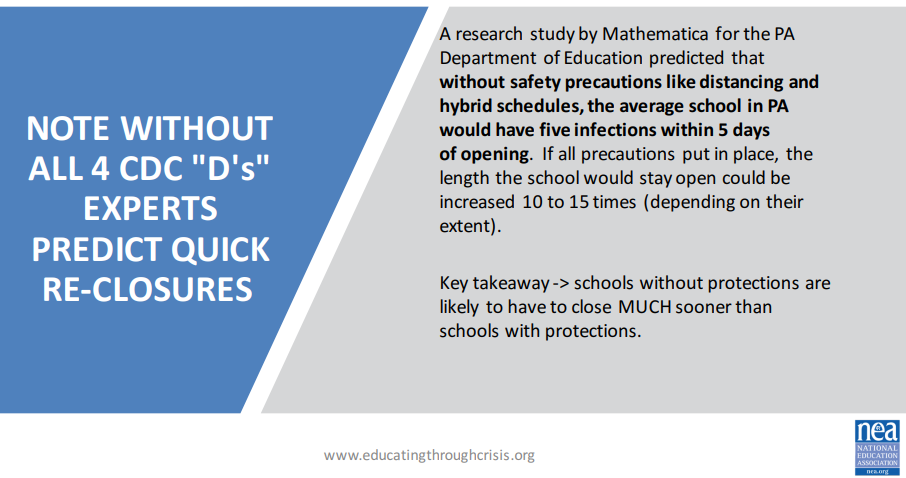 NOTE WITHOUT
ALL 4 CDC "D's"
EXPERTS
PREDICT QUICK
RE-CLOSURES
A research study by Mathematica for the PA
Department of Education predicted that
without safety precautions like distancing and
hybrid schedules, the average school in PA
would have five infections within 5 days
of opening. If all precautions put in place, the
length the school would stay open could be
increased 10 to 15 times (depending on their
extent).
Key takeaway -> schools without protections are
likely to have to close MUCH sooner than
schools with protections.
www.educatingthroughcrisis.org
nea
NATIONAL
EDUCATION
ASSOCIATION
nea.org